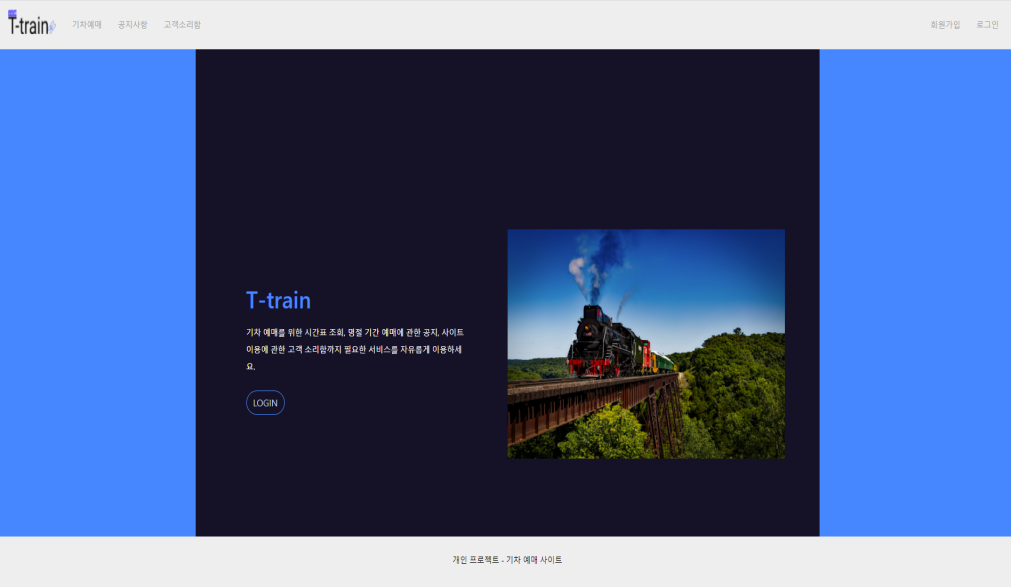 T-train
기차예매
공지사항
고객소리함
회원가입
로그인
T-train
기차 예매를 위한 시간표 조회, 명절 기간 예매에 관한 공지, 사이트
이용에 관한 고객 소리함까지 필요한 서비스를 자유롭게 이용하세
요.
LOGIN
개인 프로젝트 - 기차 예매 사이트